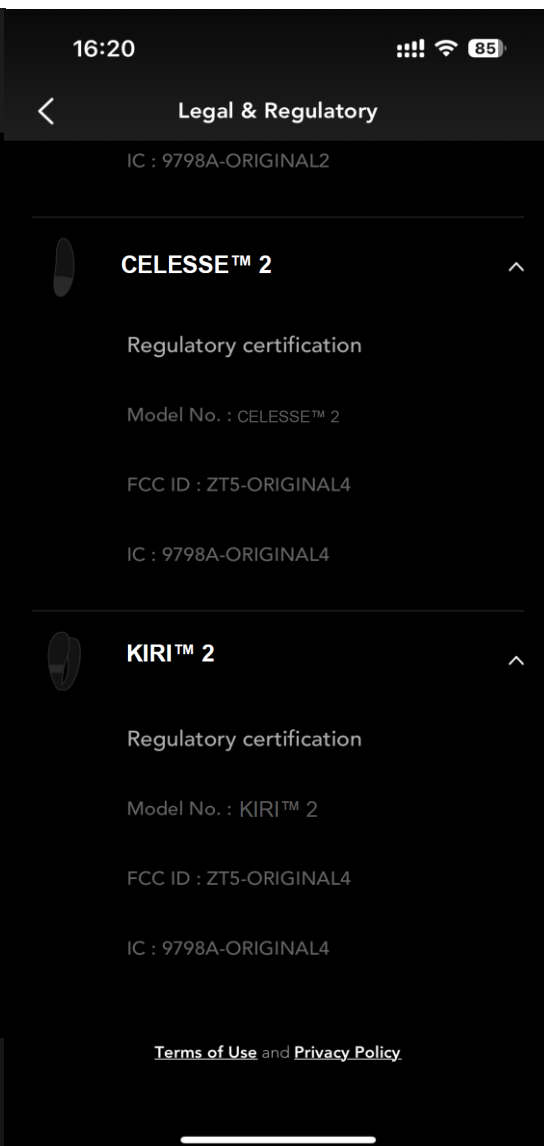 16:20
85
Legal & Regulatory
IC : 9798A-ORIGINAL2
CELESSE™ 2
Regulatory certification
Model No. : CELESSE™ 2
FCC ID : ZT5-ORIGINAL4
IC : 9798A-ORIGINAL4
KIRI™ 2
Regulatory certification
Model No. : KIRI™ 2
FCC ID : ZT5-ORIGINAL4
IC : 9798A-ORIGINAL4
Terms of Use and Privacy Policy